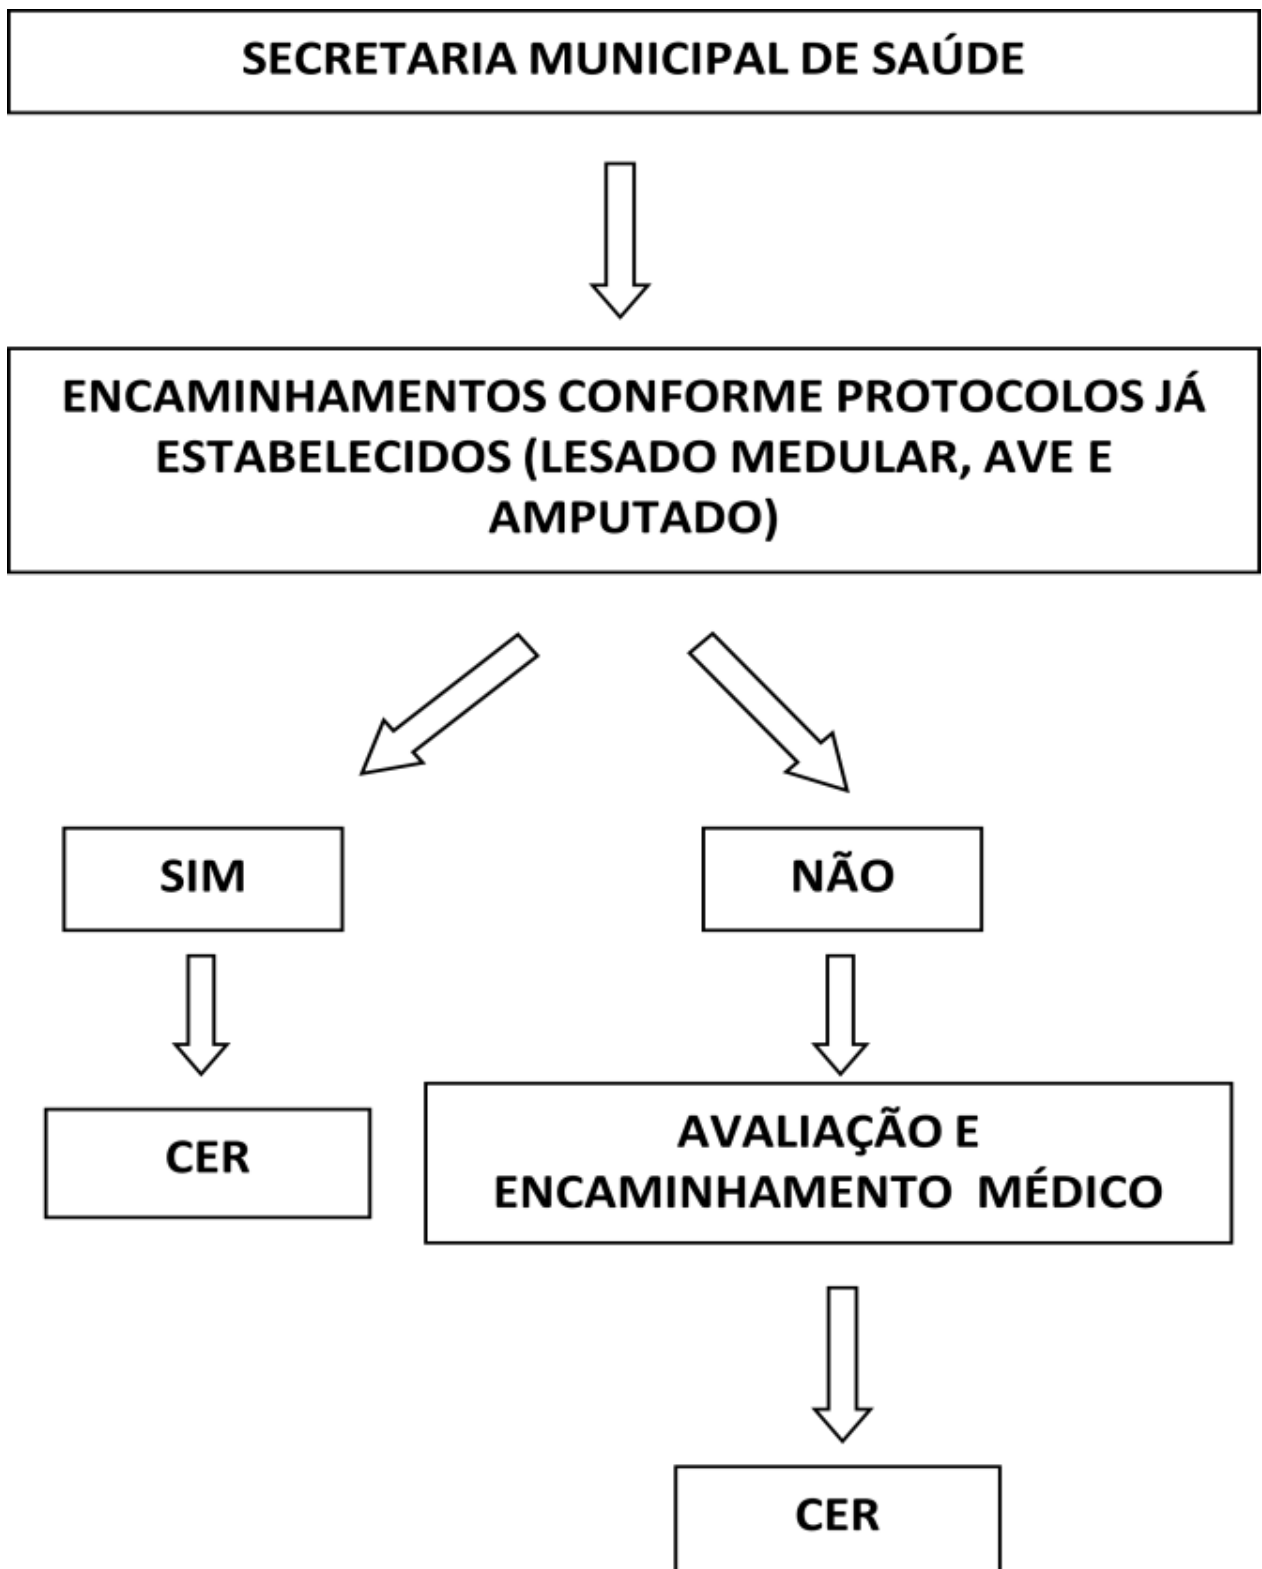 SECRETARIA MUNICIPAL DE SAÚDE
ENCAMINHAMENTOS CONFORME PROTOCOLOS JÁ
ESTABELECIDOS (LESADO MEDULAR, AVE E
AMPUTADO)
SIM
NÃO
CER
AVALIAÇÃO E
ENCAMINHAMENTO MÉDICO
CER